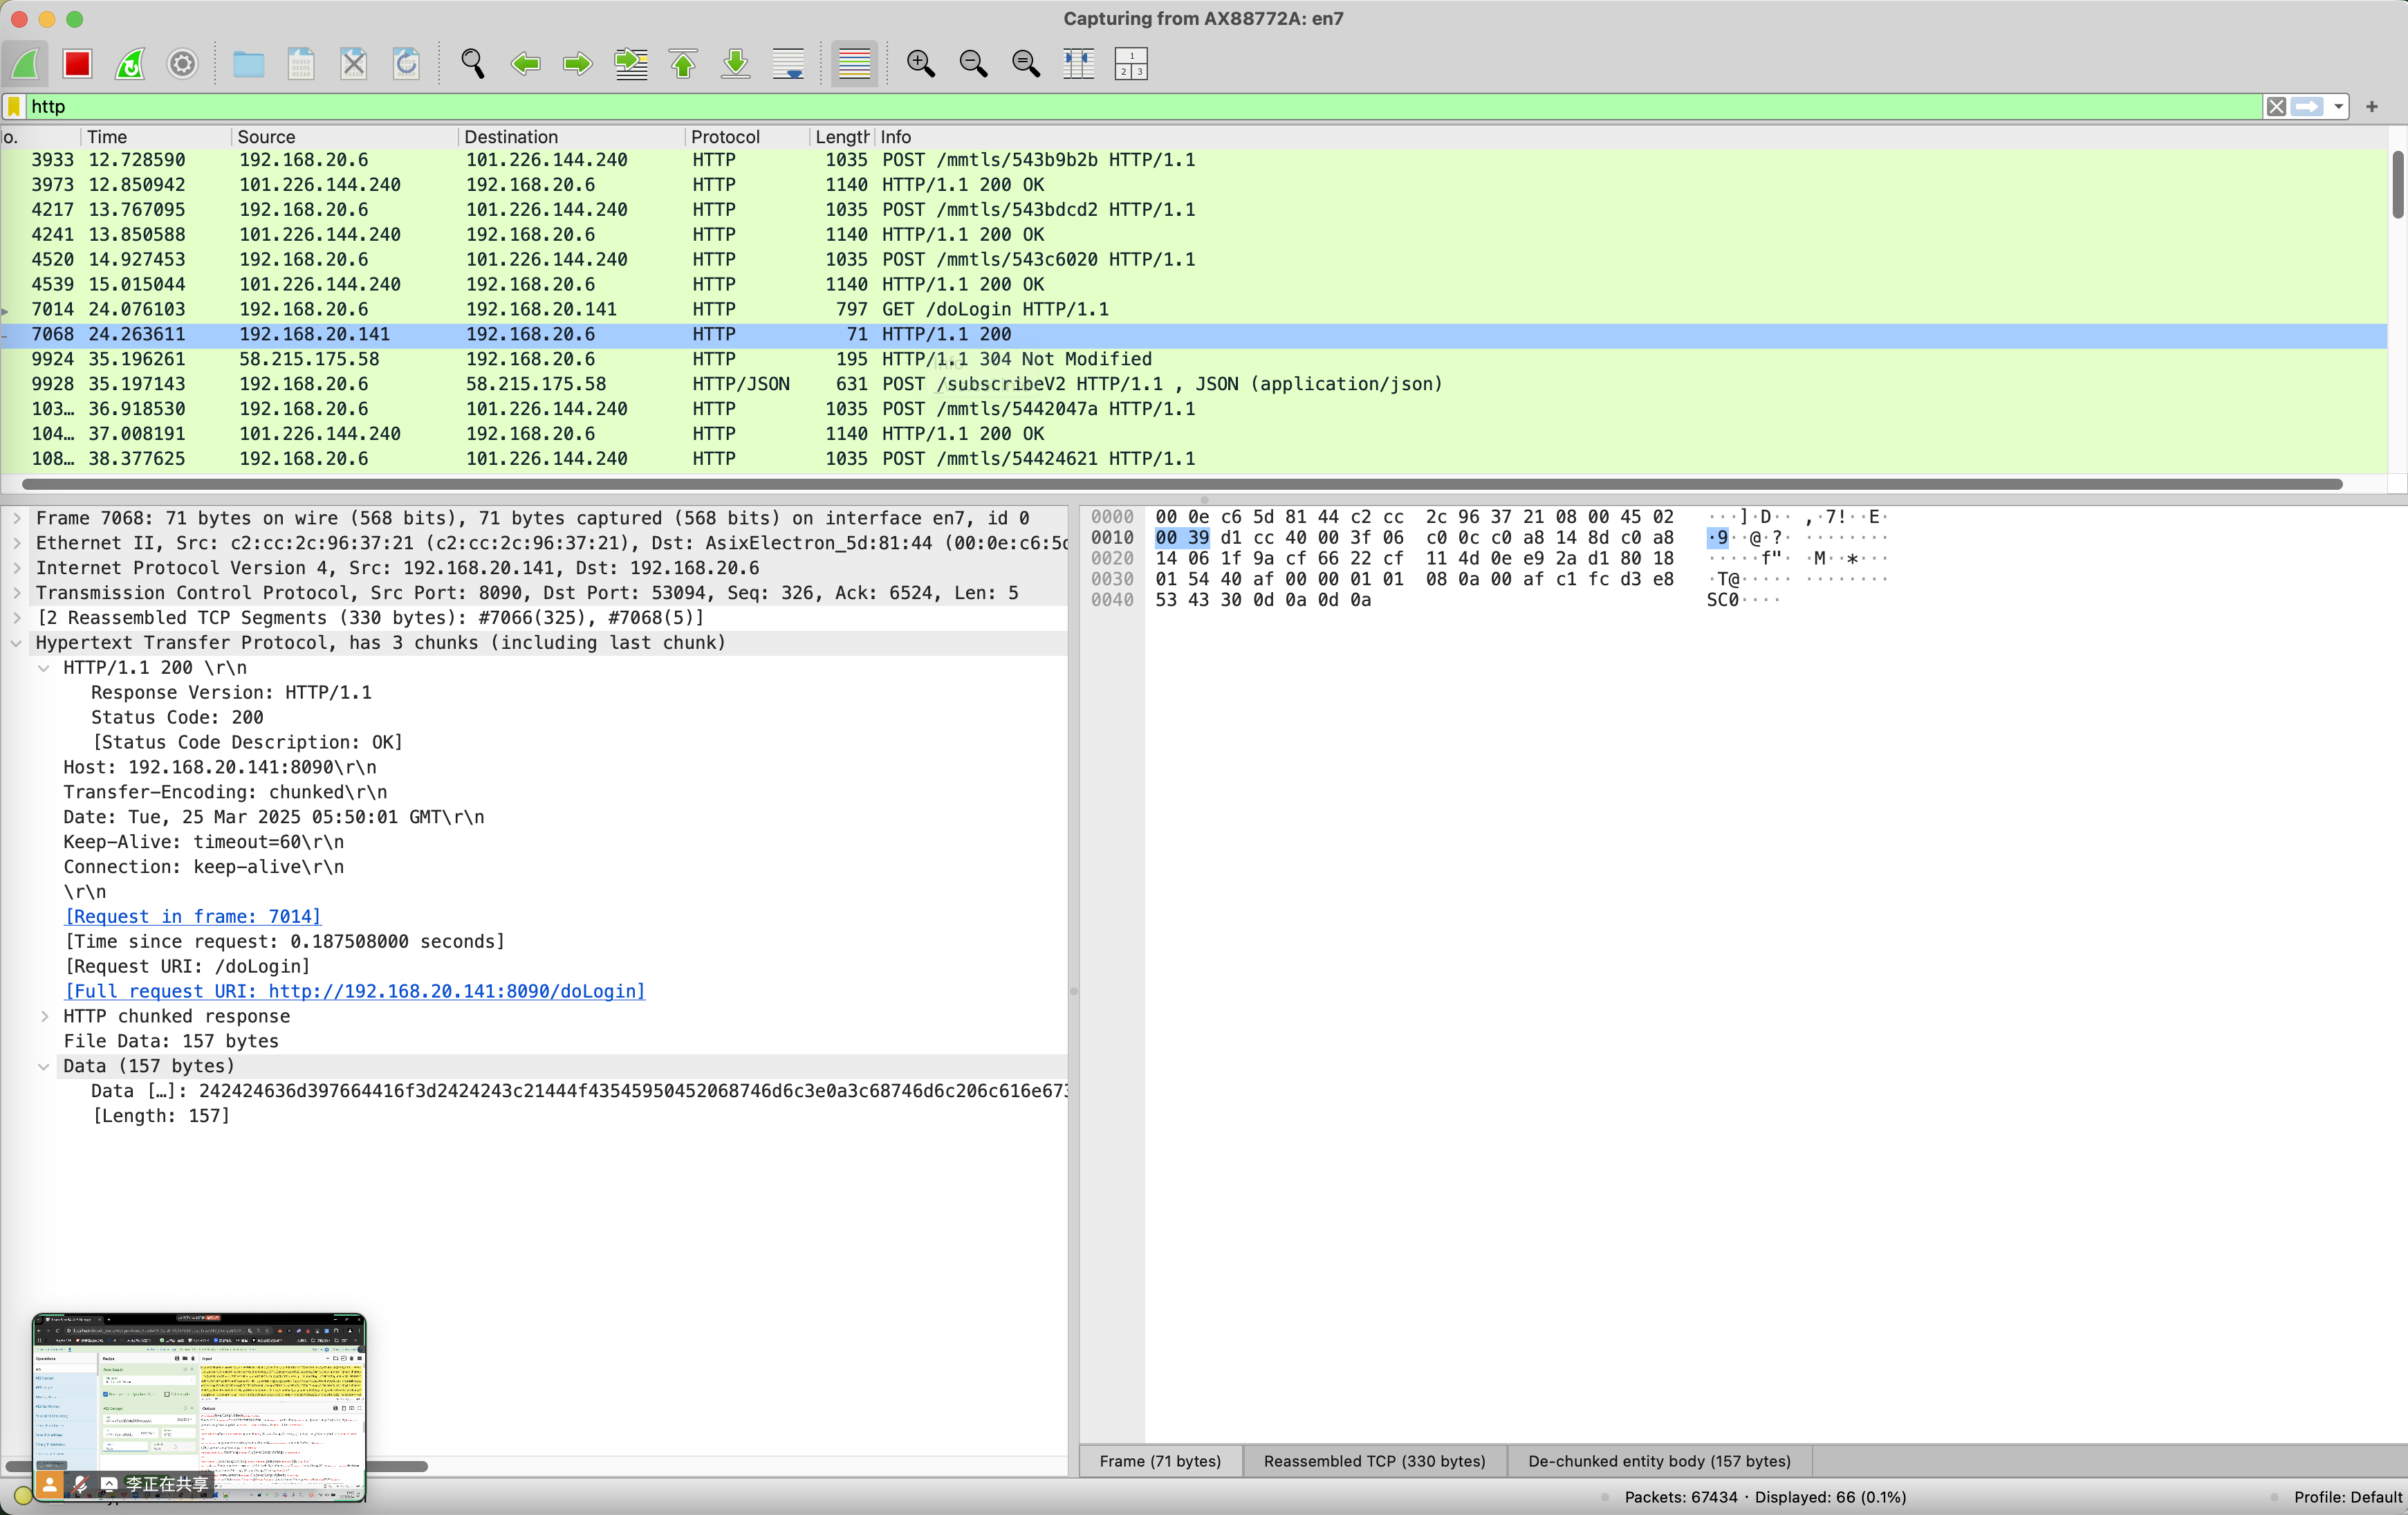 Capturing from AX88772A: en7
http
Time Source Destination Protocol Length Info
3933 12.728590 192.168.20.6 101.226.144.240 HTTP 1035 POST /mmtls/543b9b2b HTTP/1.1
3973 12.850942 101.226.144.240 192.168.20.6 HTTP 1140 HTTP/1.1 200 OK
4217 13.767095 192.168.20.6 101.226.144.240 HTTP 1035 POST /mmtls/543bdcd2 HTTP/1.1
4241 13.850588 101.226.144.240 192.168.20.6 HTTP 1140 HTTP/1.1 200 OK
4520 14.927453 192.168.20.6 101.226.144.240 HTTP 1035 POST /mmtls/543c6020 HTTP/1.1
4539 15.015044 101.226.144.240 192.168.20.6 HTTP 1140 HTTP/1.1 200 OK
7014 24.076103 192.168.20.6 192.168.20.141 HTTP 797 GET /doLogin HTTP/1.1
7068 24.263611 192.168.20.141 192.168.20.6 HTTP 71 HTTP/1.1 200
9924 35.196261 58.215.175.58 192.168.20.6 HTTP 195 HTTP/1.1 304 Not Modified
9928 35.197143 192.168.20.6 58.215.175.58 HTTP/JSON 631 POST /subscribeV2 HTTP/1.1 , JSON (application/json)
103… 36.918530 192.168.20.6 101.226.144.240 HTTP 1035 POST /mmtls/5442047a HTTP/1.1
104… 37.008191 101.226.144.240 192.168.20.6 HTTP 1140 HTTP/1.1 200 OK
108… 38.377625 192.168.20.6 101.226.144.240 HTTP 1035 POST /mmtls/54424621 HTTP/1.1
Frame 7068: 71 bytes on wire (568 bits), 71 bytes captured (568 bits) on interface en7, id 0
Ethernet II, Src: c2:cc:2c:96:37:21 (c2:cc:2c:96:37:21), Dst: AsixElectron_5d:81:44 (00:0e:c6:5d
Internet Protocol Version 4, Src: 192.168.20.141, Dst: 192.168.20.6
Transmission Control Protocol, Src Port: 8090, Dst Port: 53094, Seq: 326, Ack: 6524, Len: 5
[2 Reassembled TCP Segments (330 bytes): #7066(325), #7068(5)]
Hypertext Transfer Protocol, has 3 chunks (including last chunk)
HTTP/1.1 200 \r\n
Response Version: HTTP/1.1
Status Code: 200
[Status Code Description: OK]
Host: 192.168.20.141:8090\r\n
Transfer-Encoding: chunked\r\n
Date: Tue, 25 Mar 2025 05:50:01 GMT\r\n
Keep-Alive: timeout=60\r\n
Connection: keep-alive\r\n
\r\n
[Request in frame: 7014]
[Time since request: 0.187508000 seconds]
[Request URI: /doLogin]
[Full request URI: http://192.168.20.141:8090/doLogin]
HTTP chunked response
File Data: 157 bytes
Data (157 bytes)
Data […]: 242424636d397664416f3d2424243c21444f43545950452068746d6c3e0a3c68746d6c206c616e673
[Length: 157]
0000 00 0e c6 5d 81 44 c2 cc 2c 96 37 21 08 00 45 02 ···]·D·· ,·7!··E·
0010 00 39 d1 cc 40 00 3f 06 c0 0c c0 a8 14 8d c0 a8 ·9··@·?· ········
0020 14 06 1f 9a cf 66 22 cf 11 4d 0e e9 2a d1 80 18 ·····f"· ·M··*···
0030 01 54 40 af 00 00 01 01 08 0a 00 af c1 fc d3 e8 ·T@····· ········
0040 53 43 30 0d 0a 0d 0a SC0····
李正在共享
Frame (71 bytes) Reassembled TCP (330 bytes) De-chunked entity body (157 bytes)
Packets: 67434 · Displayed: 66 (0.1%) Profile: Default